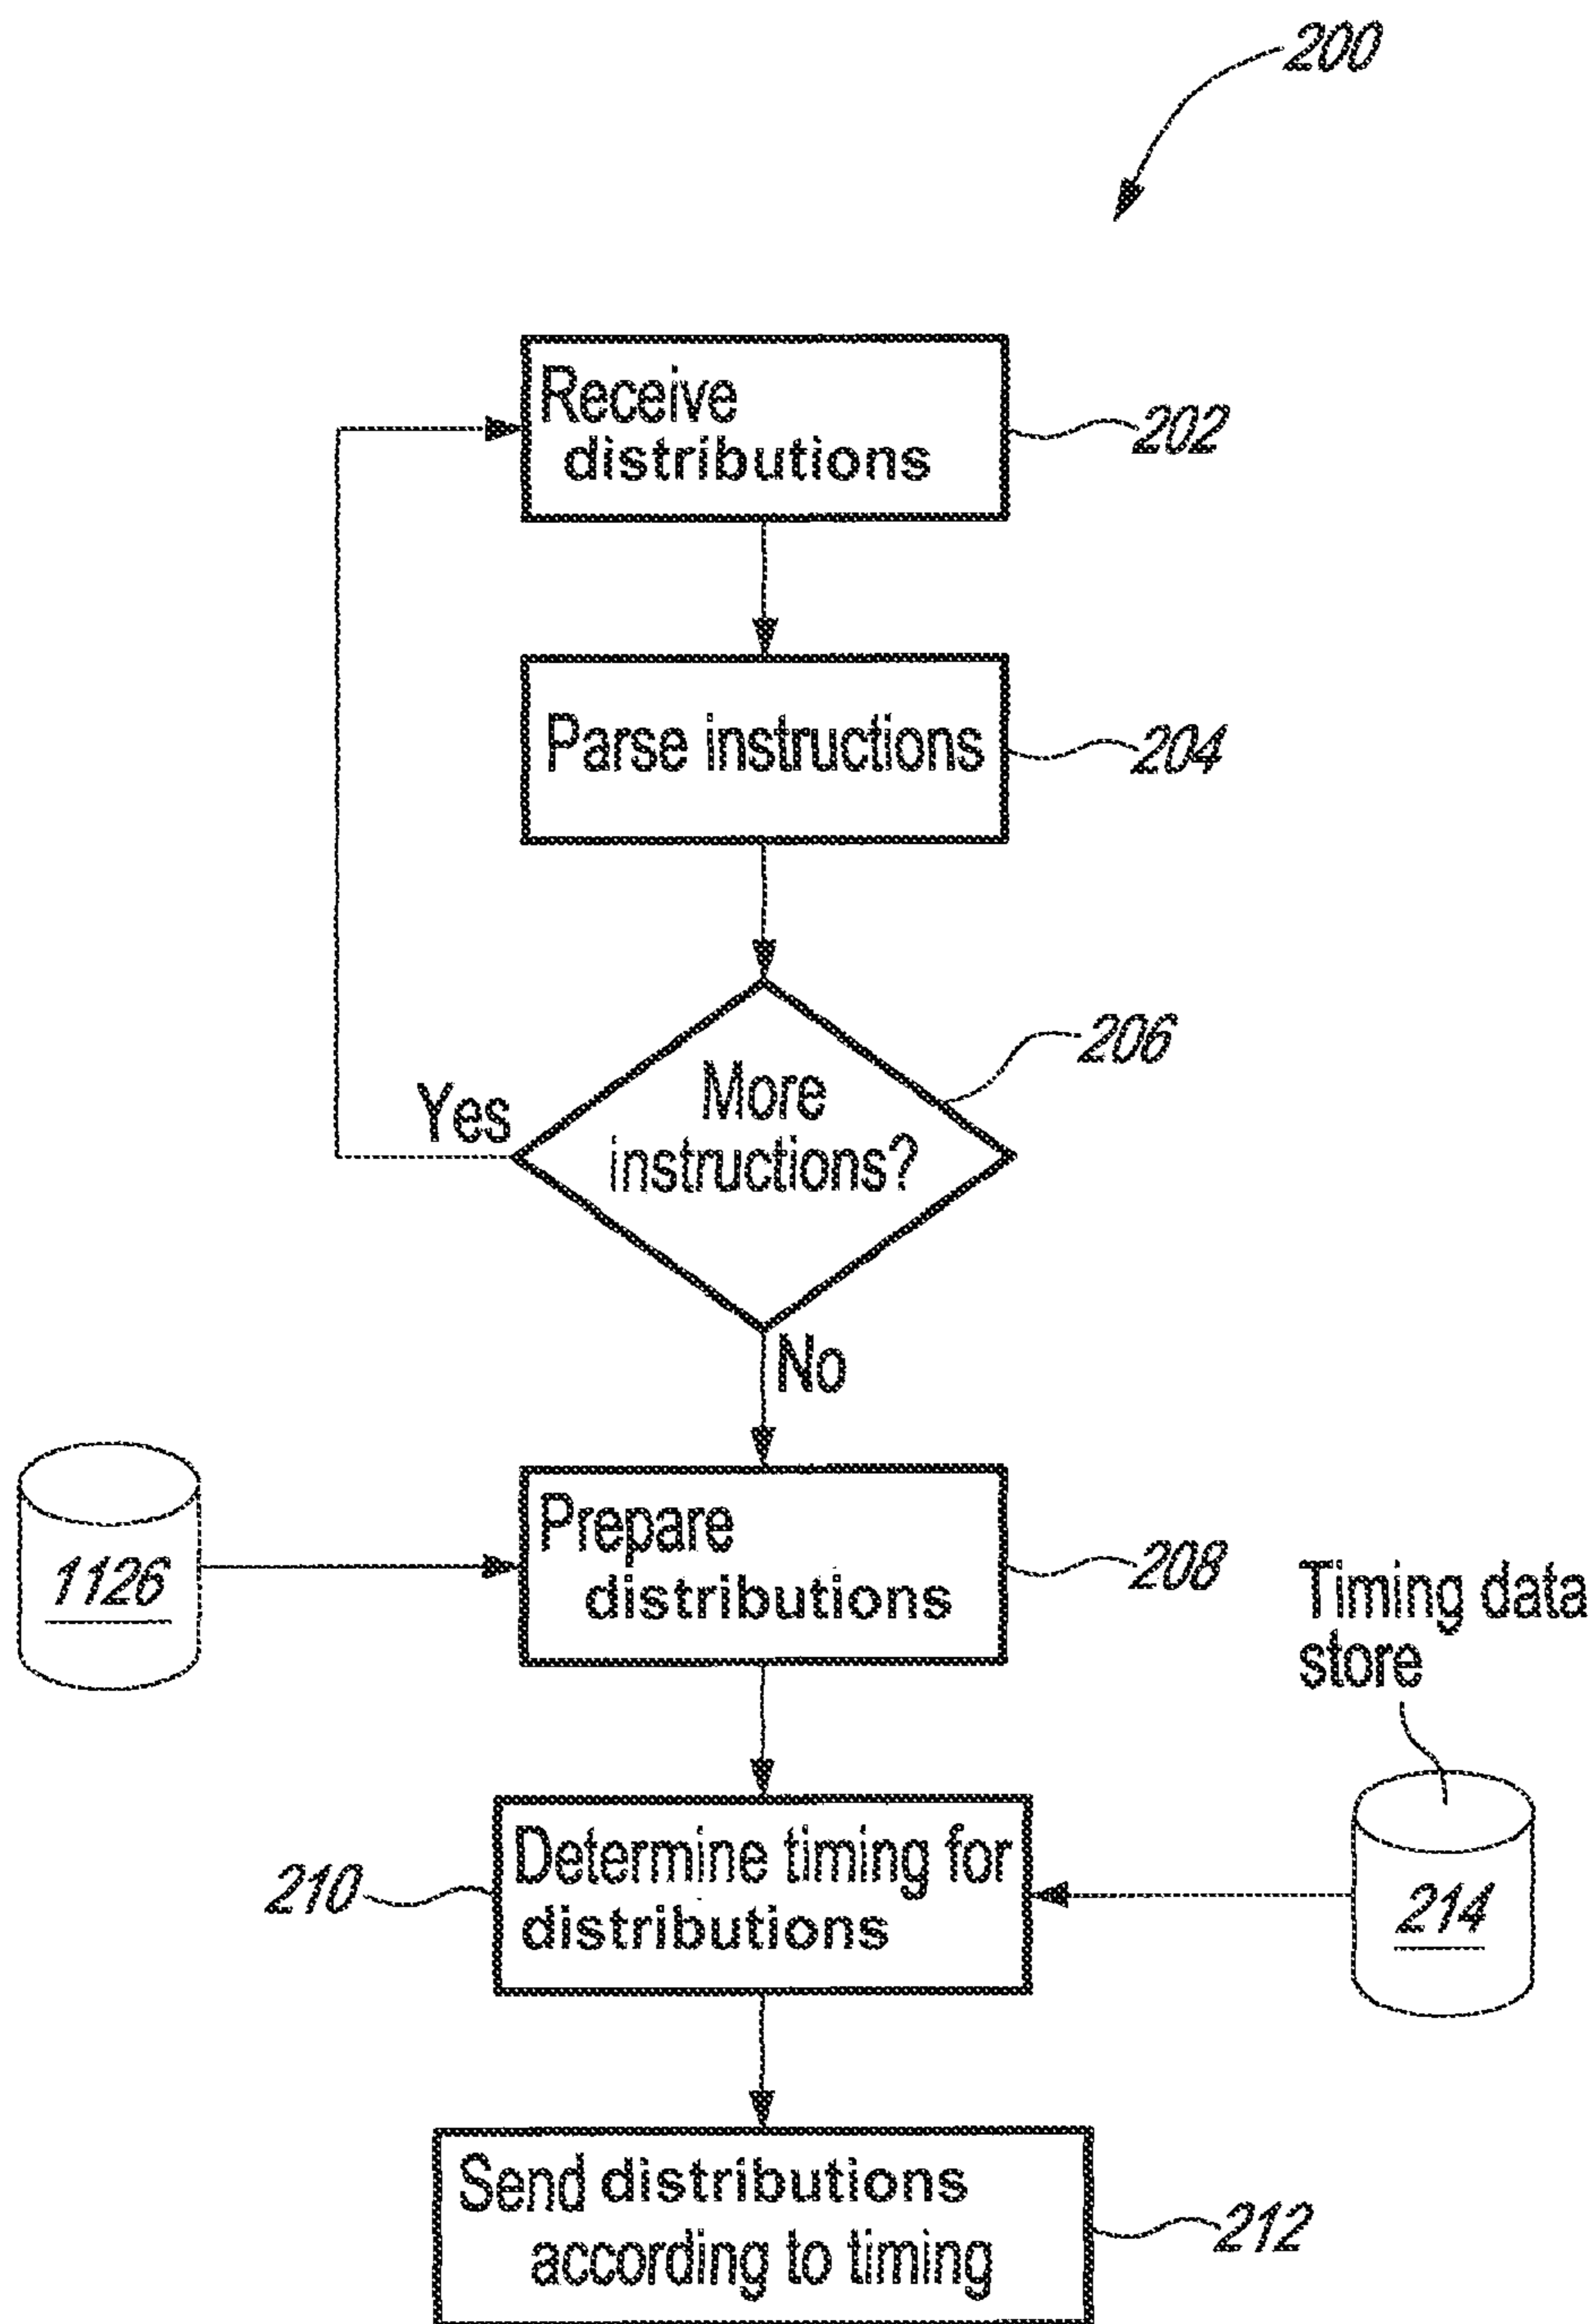 200
Receive
distributions
202
Parse instructions
204
206
More
instructions?
Yes
No
1126
Prepare
distributions
208
Timing data
store
Determine timing for
distributions
210
214
Send distributions
according to timing
212